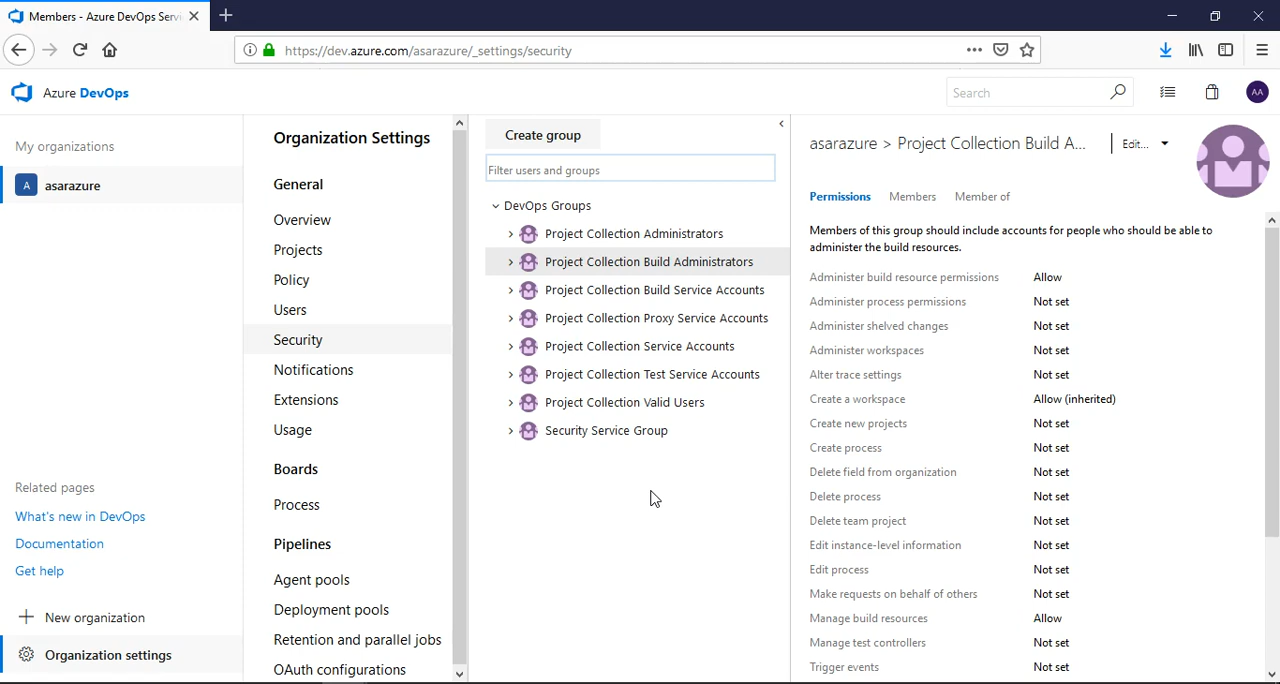 Members - Azure DevOps Servi
https://dev.azure.com/asarazure/_settings/security
Azure DevOps
Search
AA
My organizations
A asarazure
Related pages
What's new in DevOps
Documentation
Get help
New organization
Organization settings
Organization Settings
General
Overview
Projects
Policy
Users
Security
Notifications
Extensions
Usage
Boards
Process
Pipelines
Agent pools
Deployment pools
Retention and parallel jobs
OAuth configurations
Create group
Filter users and groups
DevOps Groups
Project Collection Administrators
Project Collection Build Administrators
Project Collection Build Service Accounts
Project Collection Proxy Service Accounts
Project Collection Service Accounts
Project Collection Test Service Accounts
Project Collection Valid Users
Security Service Group
asarazure > Project Collection Build A... Edit...
Permissions Members Member of
Members of this group should include accounts for people who should be able to
administer the build resources.
Administer build resource permissions Allow
Administer process permissions Not set
Administer shelved changes Not set
Administer workspaces Not set
Alter trace settings Not set
Create a workspace Allow (inherited)
Create new projects Not set
Create process Not set
Delete field from organization Not set
Delete process Not set
Delete team project Not set
Edit instance-level information Not set
Edit process Not set
Make requests on behalf of others Not set
Manage build resources Allow
Manage test controllers Not set
Trigger events Not set